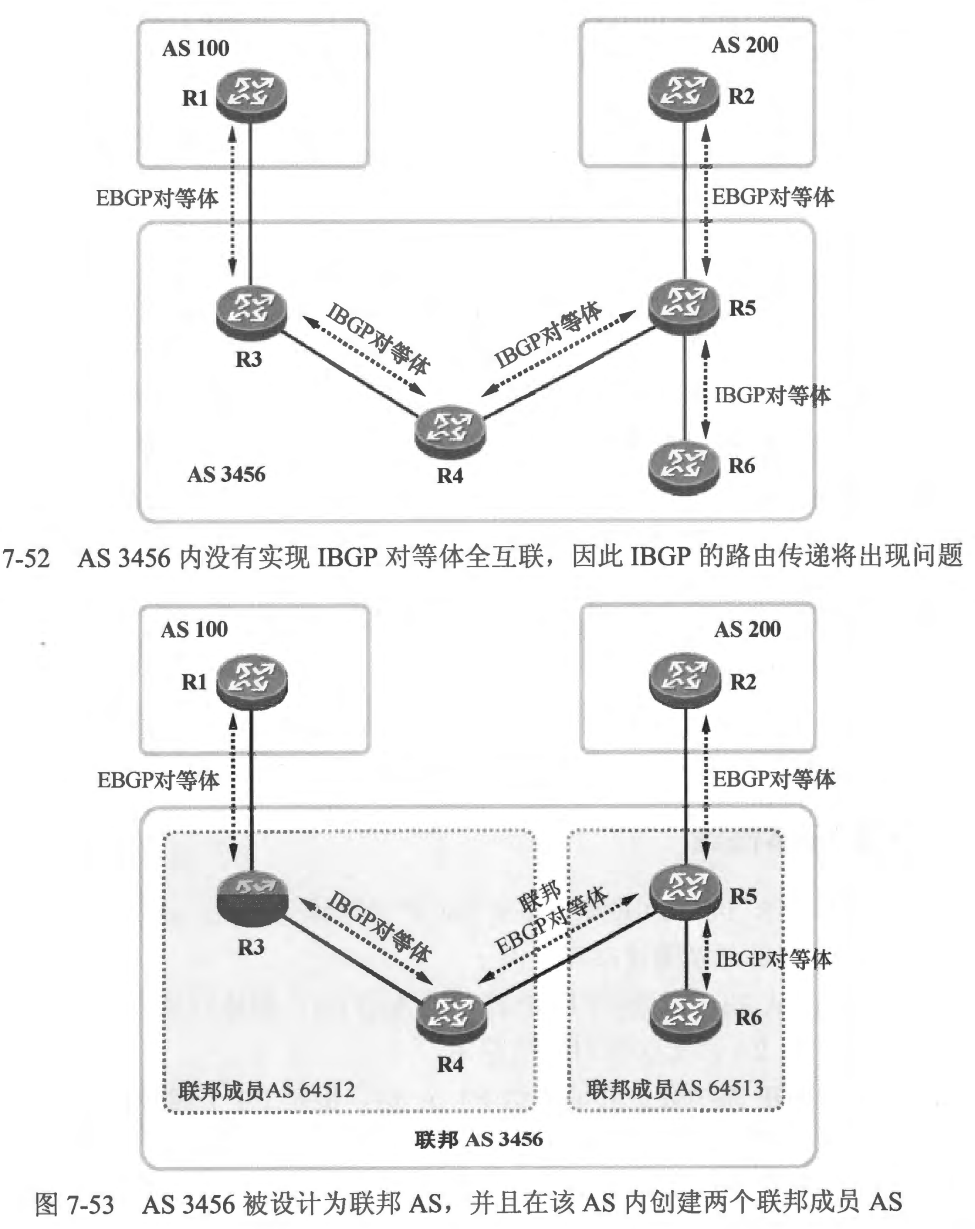 AS 100
AS 200
R1
R2
EBGP对等体
EBGP对等体
R3
IBGP对等体
IBGP对等体
R5
IBGP对等体
R4
R6
AS 3456
7-52 AS 3456 内没有实现 IBGP 对等体全互联，因此 IBGP 的路由传递将出现问题
AS 100
AS 200
R1
R2
EBGP对等体
EBGP对等体
R3
IBGP对等体
联邦
EBGP对等体
R5
IBGP对等体
R4
R6
联邦成员AS 64512
联邦成员AS 64513
联邦 AS 3456
图 7-53 AS 3456 被设计为联邦 AS，并且在该 AS 内创建两个联邦成员 AS